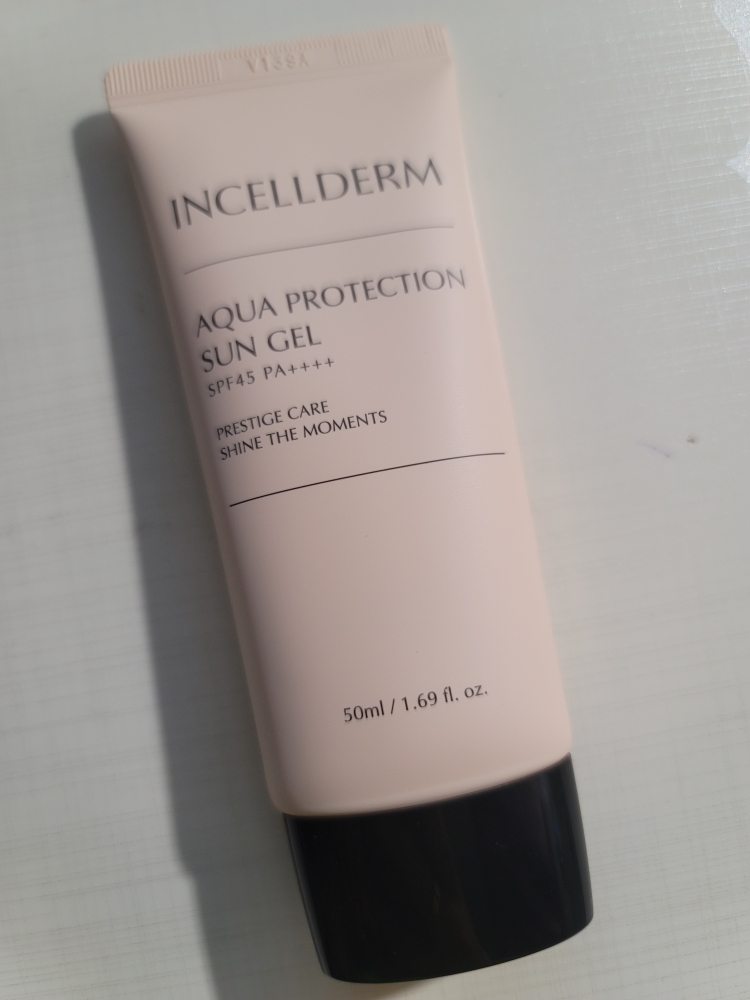 INCELLDERM
AQUA PROTECTION
SUN GEL
SPF45 PA++++
PRESTIGE CARE
SHINE THE MOMENTS
50ml / 1.69 fl. oz.